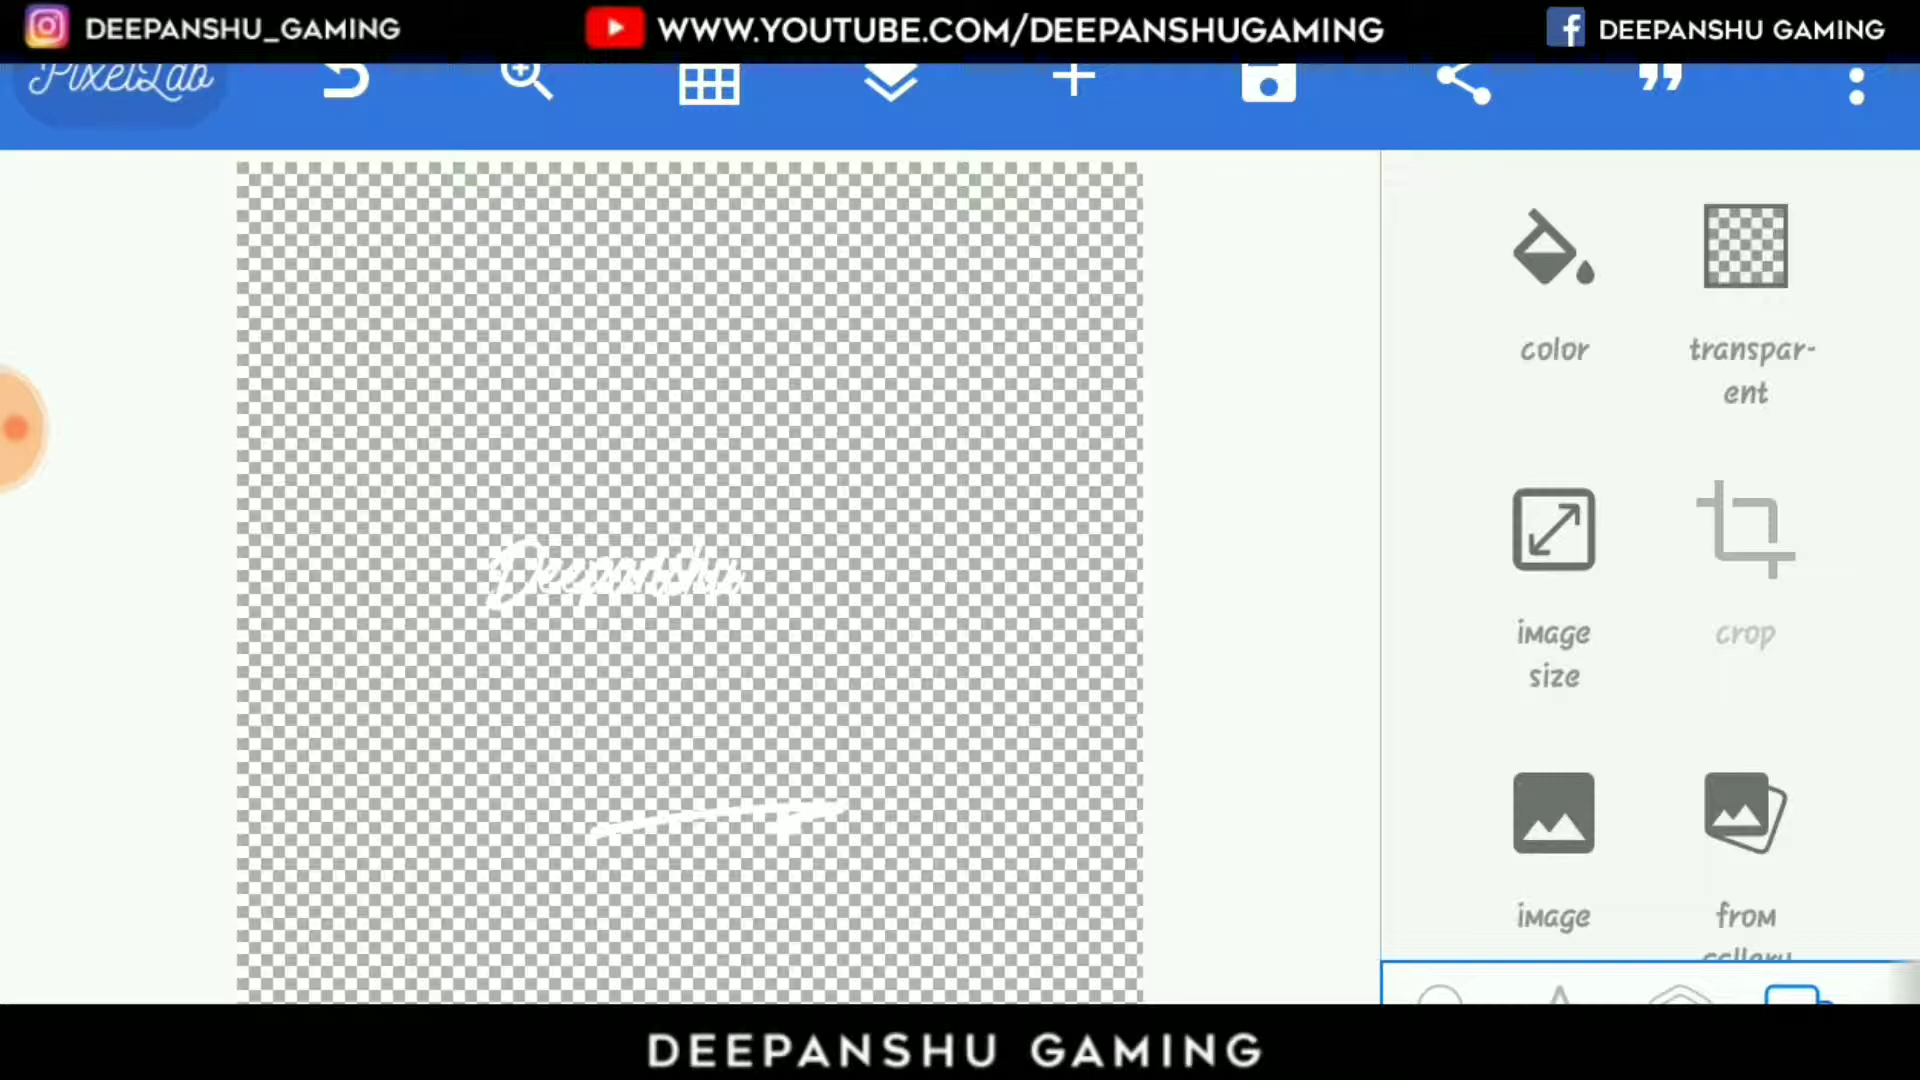 DEEPANSHU_GAMING
WWW.YOUTUBE.COM/DEEPANSHUGAMING
DEEPANSHU GAMING
PixelLab
color
transpar-
ent
Deepanshu
image
size
crop
image
from
gallery
DEEPANSHU GAMING